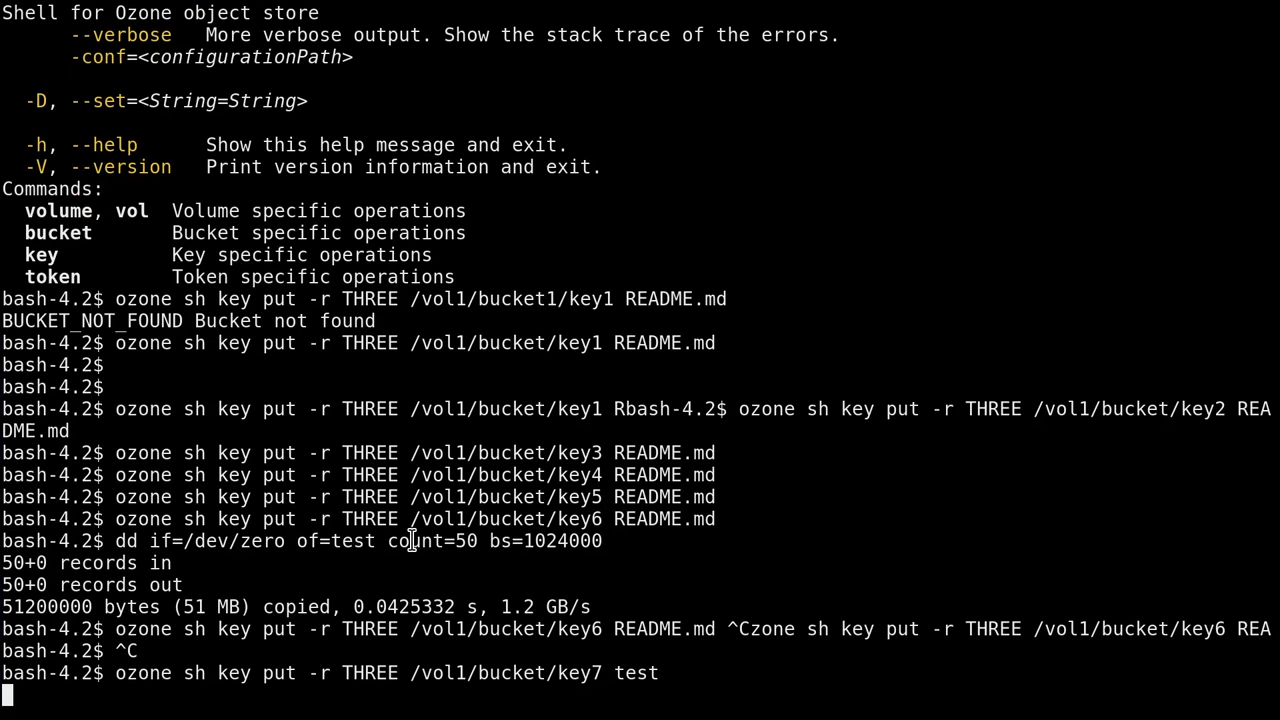 Shell for Ozone object store
      --verbose   More verbose output. Show the stack trace of the errors.
      -conf=<configurationPath>

  -D, --set=<String=String>

  -h, --help      Show this help message and exit.
  -V, --version   Print version information and exit.
Commands:
  volume, vol  Volume specific operations
  bucket       Bucket specific operations
  key          Key specific operations
  token        Token specific operations
bash-4.2$ ozone sh key put -r THREE /vol1/bucket1/key1 README.md
BUCKET_NOT_FOUND Bucket not found
bash-4.2$ ozone sh key put -r THREE /vol1/bucket/key1 README.md
bash-4.2$
bash-4.2$
bash-4.2$ ozone sh key put -r THREE /vol1/bucket/key1 Rbash-4.2$ ozone sh key put -r THREE /vol1/bucket/key2 REA
DME.md
bash-4.2$ ozone sh key put -r THREE /vol1/bucket/key3 README.md
bash-4.2$ ozone sh key put -r THREE /vol1/bucket/key4 README.md
bash-4.2$ ozone sh key put -r THREE /vol1/bucket/key5 README.md
bash-4.2$ ozone sh key put -r THREE /vol1/bucket/key6 README.md
bash-4.2$ dd if=/dev/zero of=test count=50 bs=1024000
50+0 records in
50+0 records out
51200000 bytes (51 MB) copied, 0.0425332 s, 1.2 GB/s
bash-4.2$ ozone sh key put -r THREE /vol1/bucket/key6 README.md ^Czone sh key put -r THREE /vol1/bucket/key6 REA
bash-4.2$ ^C
bash-4.2$ ozone sh key put -r THREE /vol1/bucket/key7 test